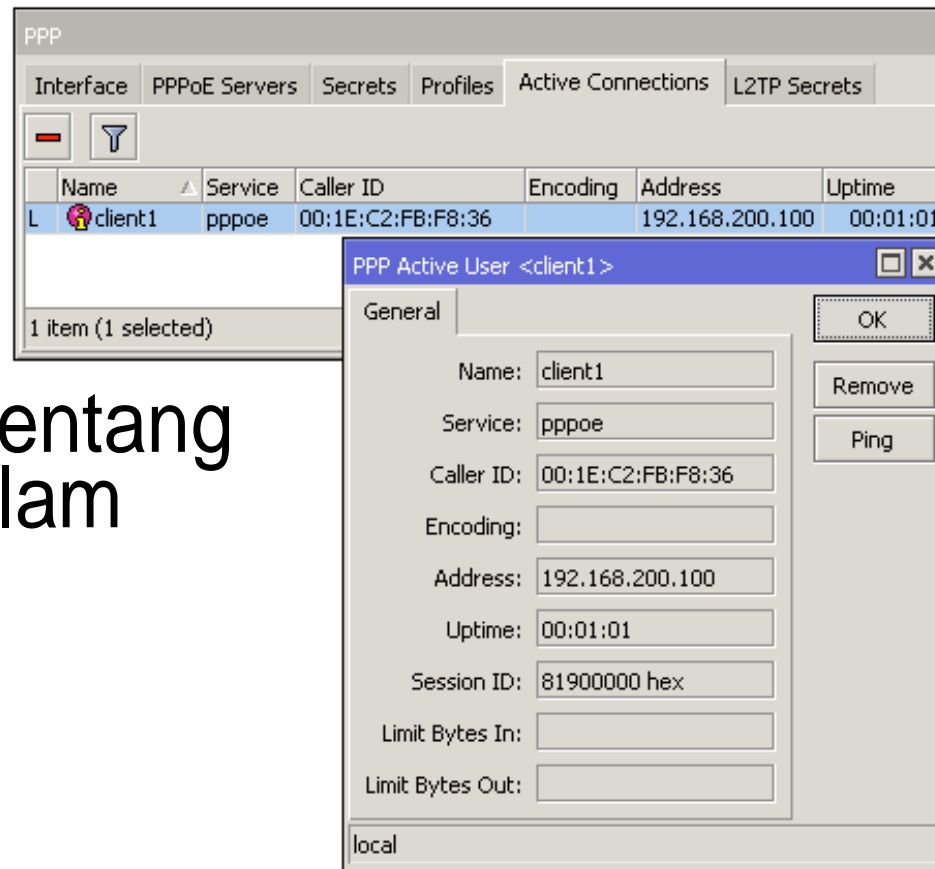 PPP
Interface PPPoE Servers Secrets Profiles Active Connections L2TP Secrets
Name Service Caller ID Encoding Address Uptime
L client1 pppoe 00:1E:C2:FB:F8:36 192.168.200.100 00:01:01
1 item (1 selected)
PPP Active User <client1>
General
OK
Name: client1
Remove
Service: pppoe
Ping
Caller ID: 00:1E:C2:FB:F8:36
Encoding:
Address: 192.168.200.100
Uptime: 00:01:01
Session ID: 81900000 hex
Limit Bytes In:
Limit Bytes Out:
local
entang
lam